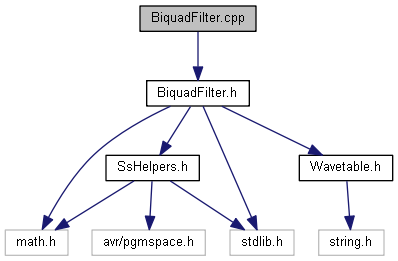 BiquadFilter.cpp
BiquadFilter.h
SsHelpers.h
Wavetable.h
math.h
avr/pgmspace.h
stdlib.h
string.h